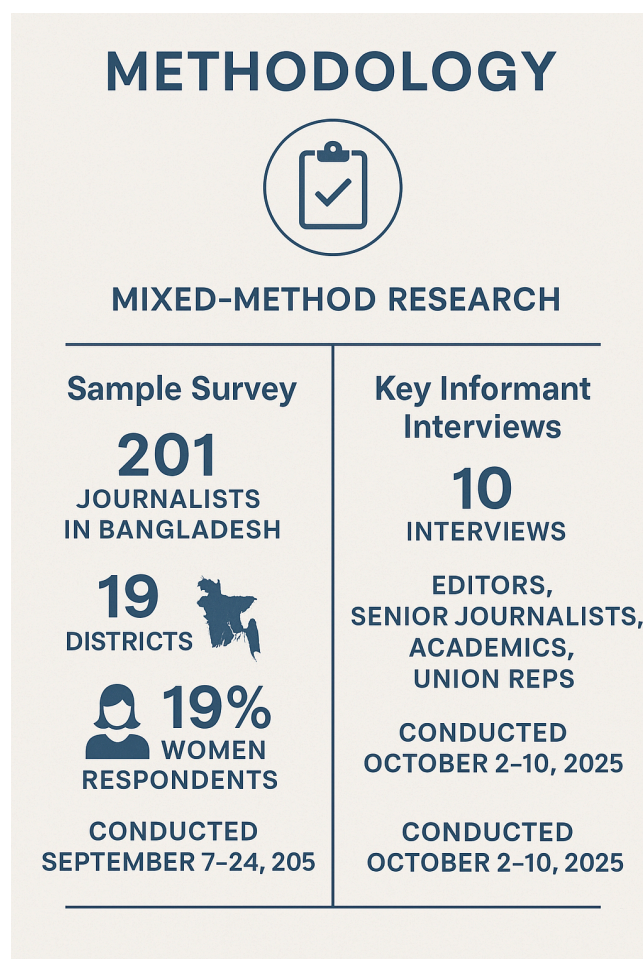 METHODOLOGY
MIXED-METHOD RESEARCH
Sample Survey
201
JOURNALISTS
IN BANGLADESH
19
DISTRICTS
19%
WOMEN
RESPONDENTS
CONDUCTED
SEPTEMBER 7–24, 205
Key Informant
Interviews
10
INTERVIEWS
EDITORS,
SENIOR JOURNALISTS,
ACADEMICS,
UNION REPS
CONDUCTED
OCTOBER 2–10, 2025
CONDUCTED
OCTOBER 2–10, 2025